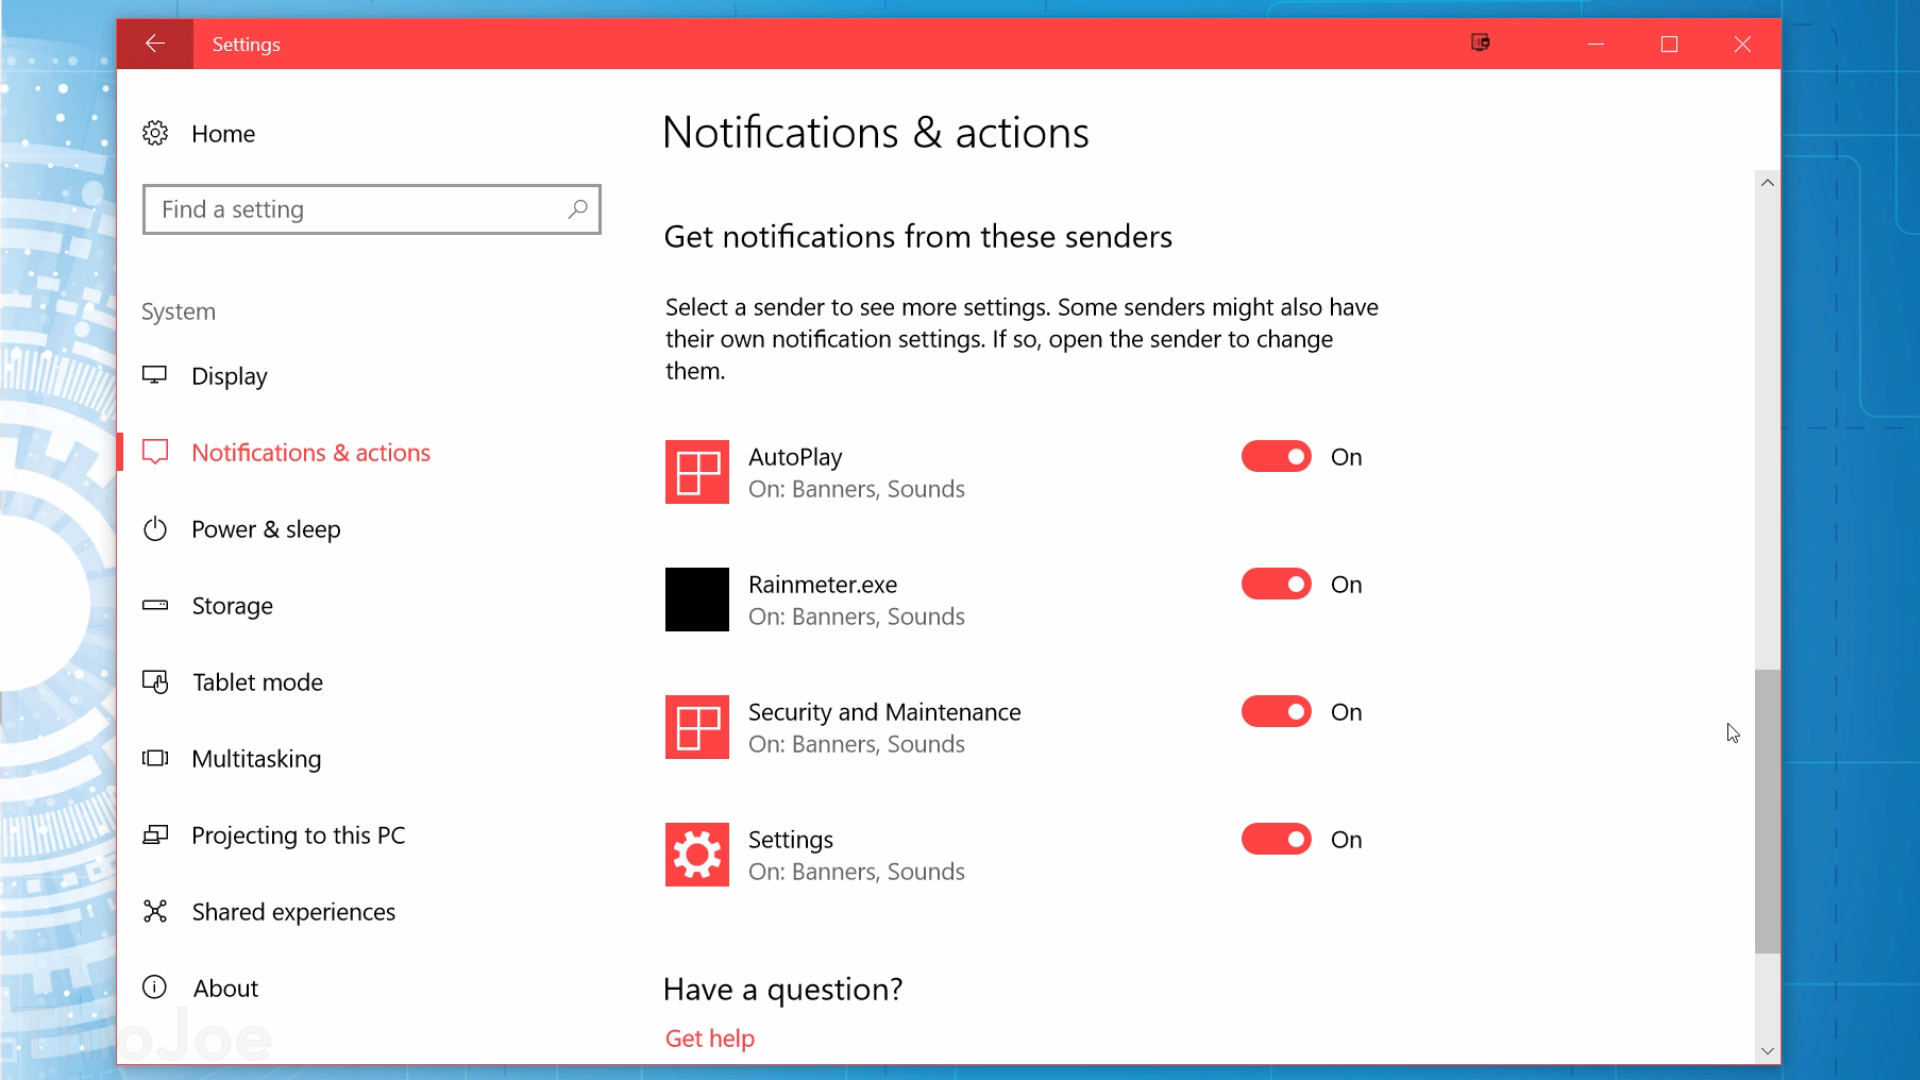 Settings
Home
Find a setting
System
Display
Notifications & actions
Power & sleep
Storage
Tablet mode
Multitasking
Projecting to this PC
Shared experiences
About
Notifications & actions
Get notifications from these senders
Select a sender to see more settings. Some senders might also have
their own notification settings. If so, open the sender to change
them.
AutoPlay
On: Banners, Sounds
On
Rainmeter.exe
On: Banners, Sounds
On
Security and Maintenance
On: Banners, Sounds
On
Settings
On: Banners, Sounds
On
Have a question?
Get help